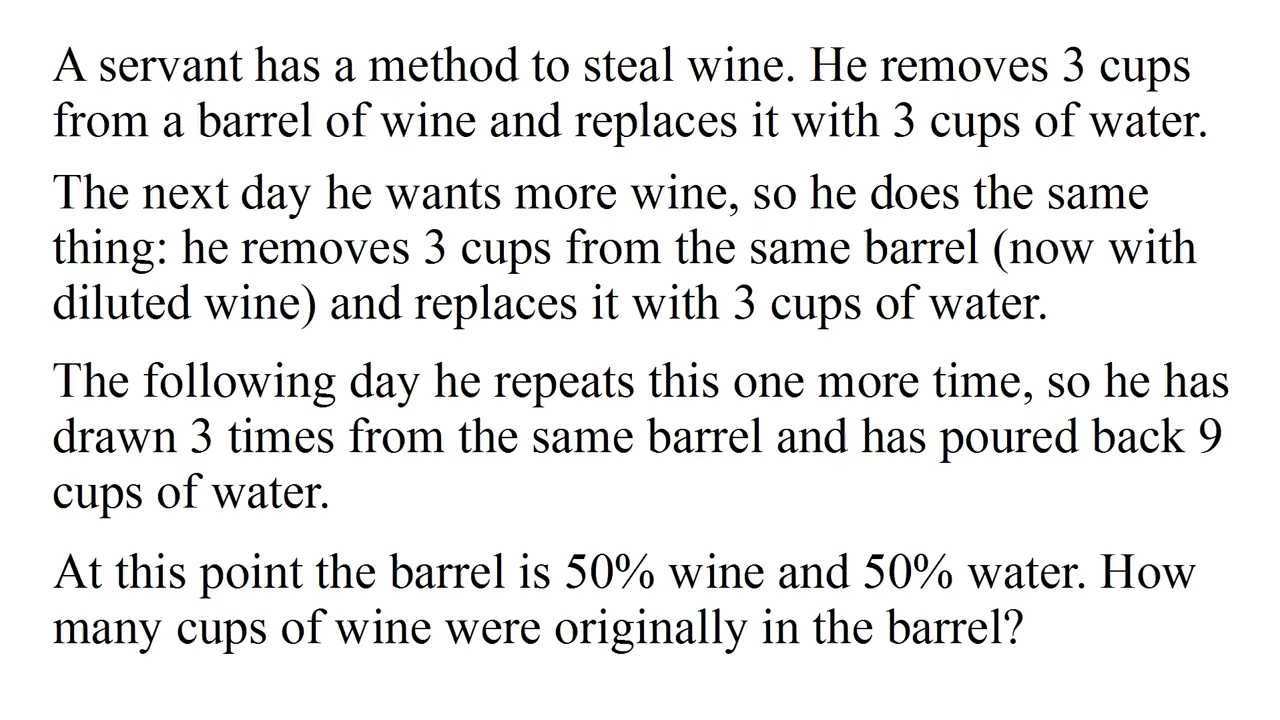 A servant has a method to steal wine. He removes 3 cups
from a barrel of wine and replaces it with 3 cups of water.
The next day he wants more wine, so he does the same
thing: he removes 3 cups from the same barrel (now with
diluted wine) and replaces it with 3 cups of water.
The following day he repeats this one more time, so he has
drawn 3 times from the same barrel and has poured back 9
cups of water.
At this point the barrel is 50% wine and 50% water. How
many cups of wine were originally in the barrel?